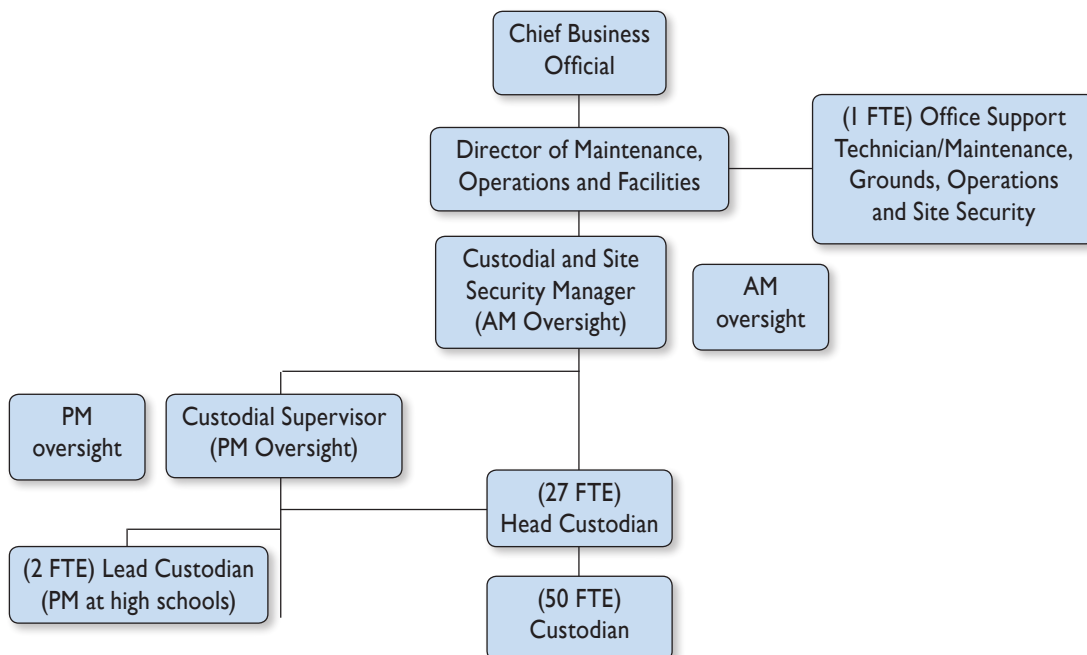 Chief Business
Official
Director of Maintenance,
Operations and Facilities
(1 FTE) Office Support
Technician/Maintenance,
Grounds, Operations
and Site Security
Custodial and Site
Security Manager
(AM Oversight)
AM
oversight
PM
oversight
Custodial Supervisor
(PM Oversight)
(27 FTE)
Head Custodian
(2 FTE) Lead Custodian
(PM at high schools)
(50 FTE)
Custodian